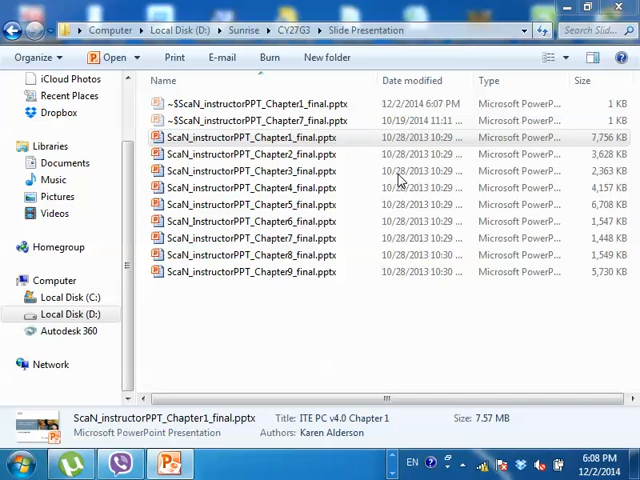 Computer ▸ Local Disk (D:) ▸ Sunrise ▸ CY27G3 ▸ Slide Presentation
Search Slide...
Organize Open Print E-mail Burn New folder
Name Date modified Type Size
iCloud Photos
Recent Places
Dropbox
Libraries
Documents
Music
Pictures
Videos
Homegroup
Computer
Local Disk (C:)
Local Disk (D:)
Autodesk 360
Network
~$ScaN_instructorPPT_Chapter1_final.pptx 12/2/2014 6:07 PM Microsoft PowerP... 1 KB
~$ScaN_instructorPPT_Chapter7_final.pptx 10/19/2014 11:11 ... Microsoft PowerP... 1 KB
ScaN_instructorPPT_Chapter1_final.pptx 10/28/2013 10:29 ... Microsoft PowerP... 7,756 KB
ScaN_instructorPPT_Chapter2_final.pptx 10/28/2013 10:29 ... Microsoft PowerP... 3,628 KB
ScaN_instructorPPT_Chapter3_final.pptx 10/28/2013 10:29 ... Microsoft PowerP... 2,363 KB
ScaN_instructorPPT_Chapter4_final.pptx 10/28/2013 10:29 ... Microsoft PowerP... 4,157 KB
ScaN_instructorPPT_Chapter5_final.pptx 10/28/2013 10:29 ... Microsoft PowerP... 6,708 KB
ScaN_Instructorppt_Chapter6_final.pptx 10/28/2013 10:29 ... Microsoft PowerP... 1,547 KB
ScaN_instructorPPT_Chapter7_final.pptx 10/28/2013 10:29 ... Microsoft PowerP... 1,448 KB
ScaN_instructorPPT_Chapter8_final.pptx 10/28/2013 10:30 ... Microsoft PowerP... 1,549 KB
ScaN_instructorPPT_Chapter9_final.pptx 10/28/2013 10:30 ... Microsoft PowerP... 5,730 KB
ScaN_instructorPPT_Chapter1_final.pptx Title: ITE PC v4.0 Chapter 1 Size: 7.57 MB
Microsoft PowerPoint Presentation Authors: Karen Alderson
EN 6:08 PM
12/2/2014